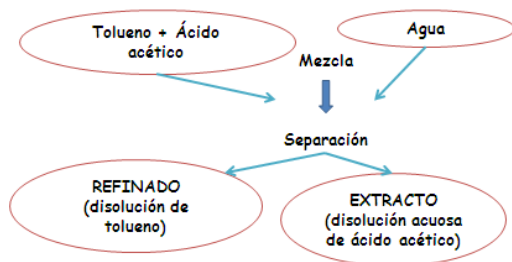 Tolueno + Ácido
acético
Agua
Mezcla
Separación
REFINADO
(disolución de
tolueno)
EXTRACTO
(disolución acuosa
de ácido acético)